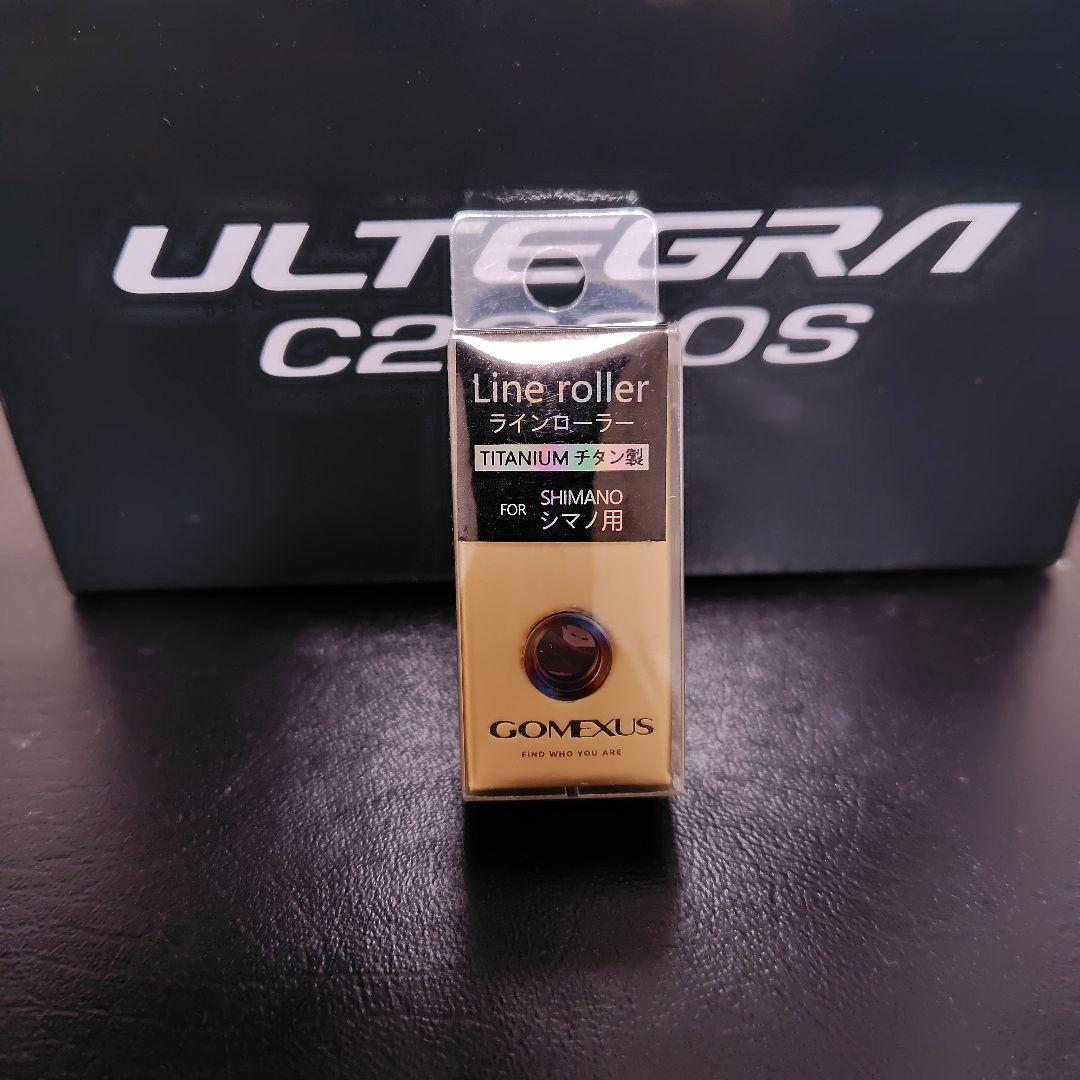 ULTEGRA
Line roller
ラインローラー
TITANIUM チタン製
FOR
SHIMANO
シマノ用
GOMEXUS
FIND WHO YOU ARE